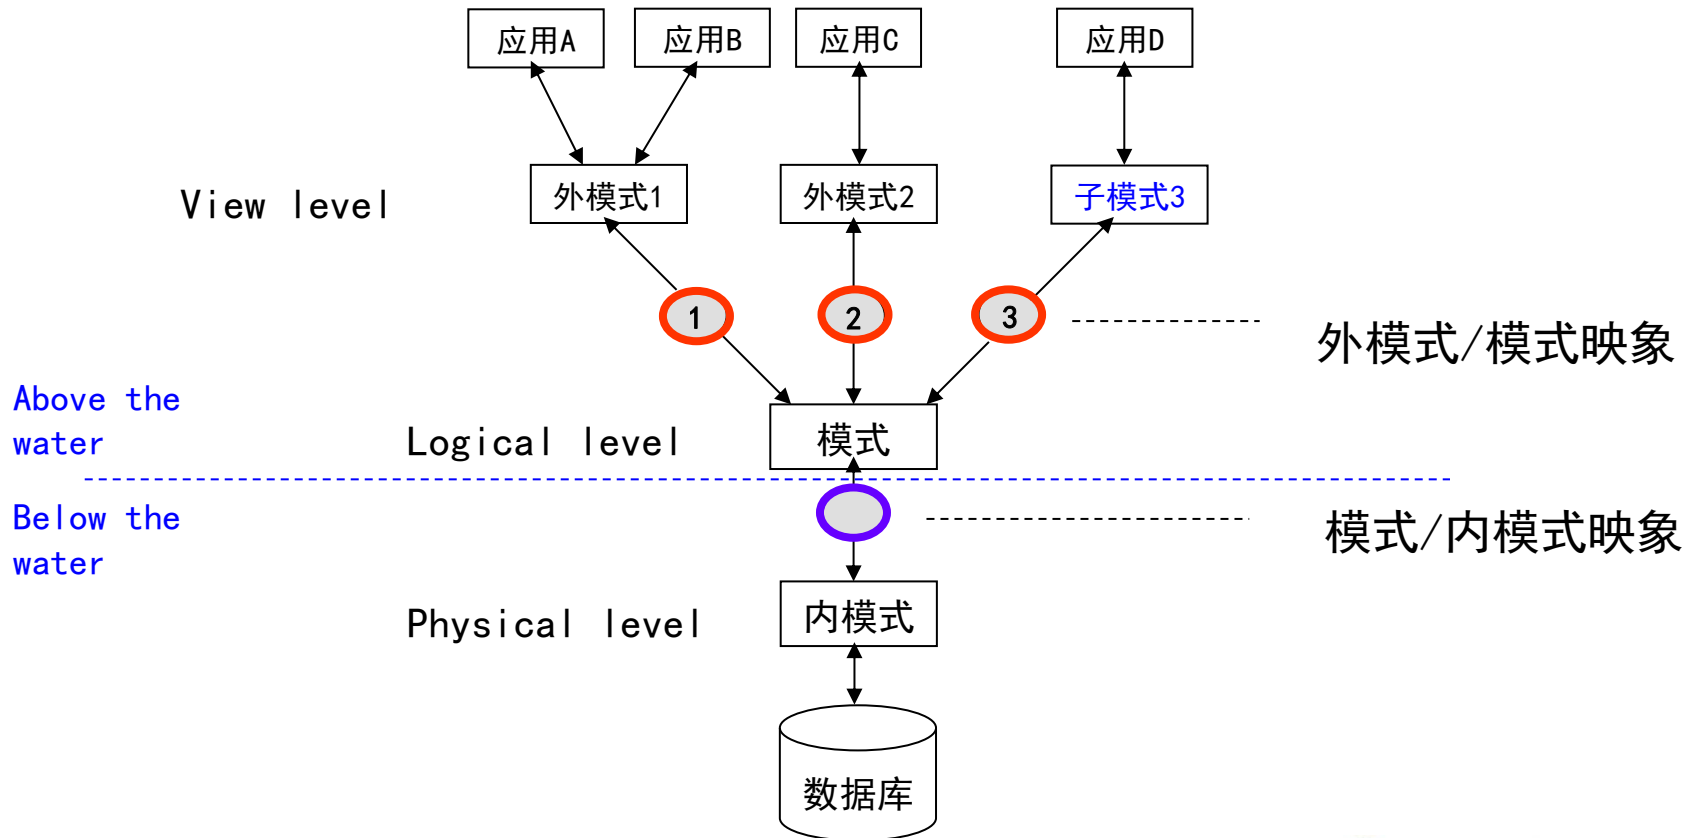 应用A
应用B
应用C
应用D
View level
外模式1
外模式2
子模式3
1
2
3
外模式/模式映象
Above the
water
Logical level
模式
Below the
water
模式/内模式映象
Physical level
内模式
数据库